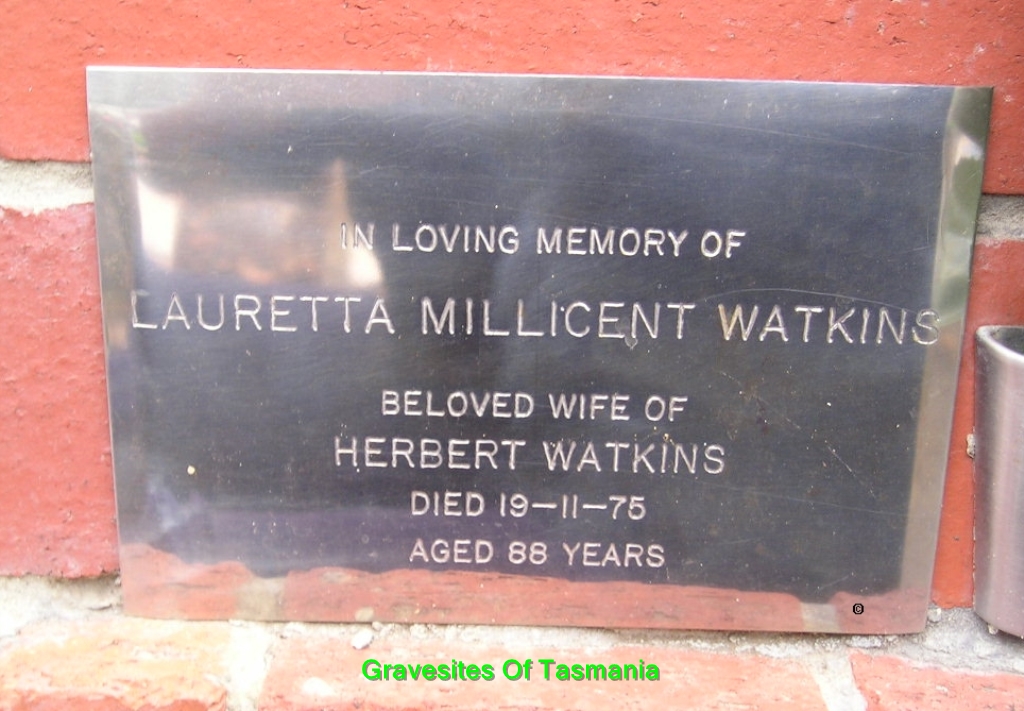 IN LOVING MEMORY OF
LAURETTA MILLICENT WATKINS
BELOVED WIFE OF
HERBERT WATKINS
DIED 19-11-75
AGED 88 YEARS
©
Gravesites Of Tasmania